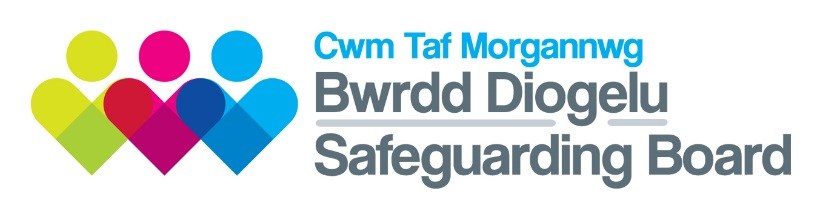 Cwm Taf Morgannwg
Bwrdd Diogelu
Safeguarding Board